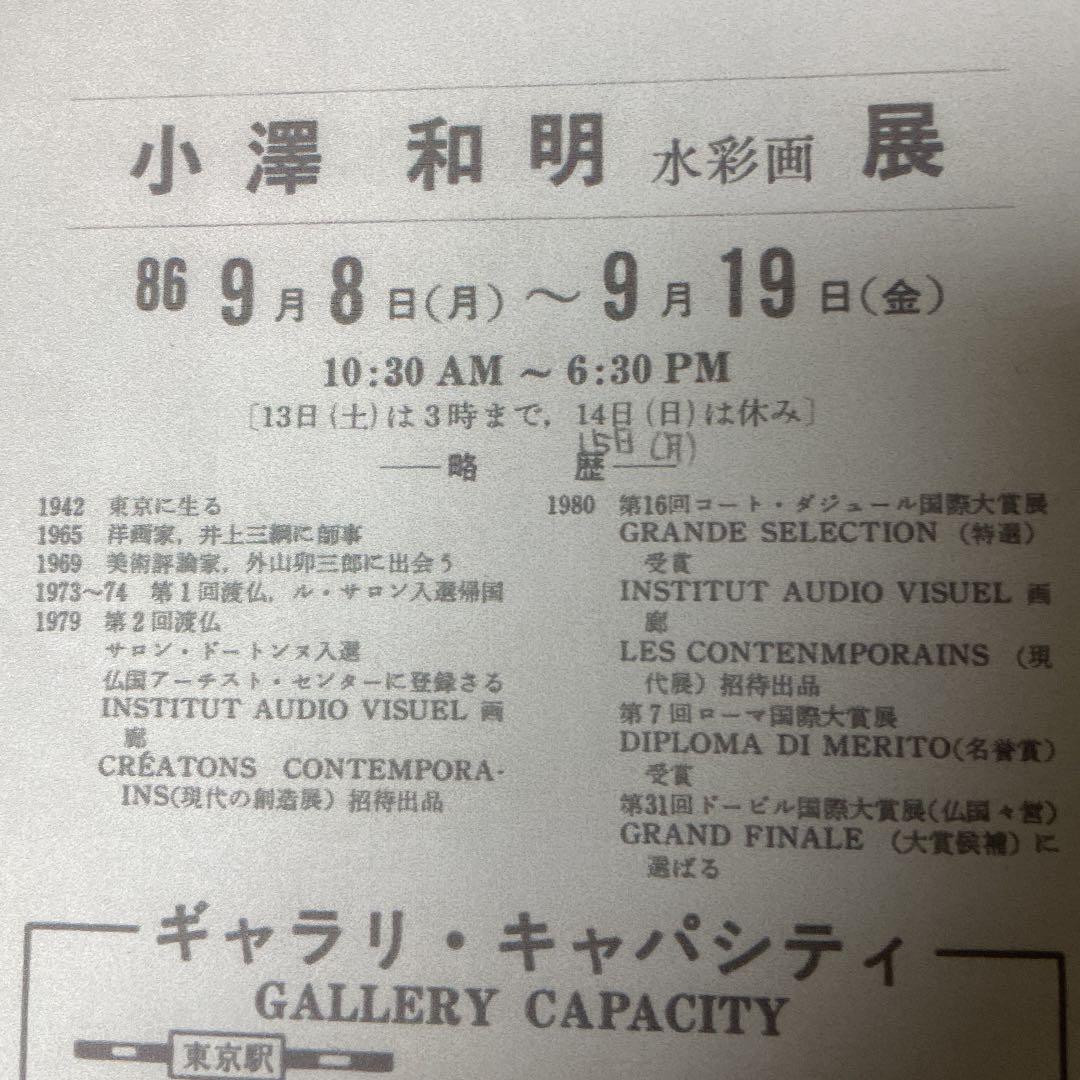 小澤 和明 水彩画 展
86 9月8日(月)～9月19日(金)
10:30 AM ~ 6:30 PM
〔13日(土)は3時まで, 14日(日)は休み〕
15日(月)
——略 歴——
1942 東京に生る
1965 洋画家, 井上三綱に師事
1969 美術評論家, 外山卯三郎に出会う
1973～74 第1回渡仏, ル・サロン入選帰国
1979 第2回渡仏
サロン・ドートンヌ入選
仏国アーチスト・センターに登録さる
INSTITUT AUDIO VISUEL 画
廊
CRÉATONS CONTEMPORA-
INS(現代の創造展) 招待出品
1980 第16回コート・ダジュール国際大賞展
GRANDE SELECTION (特選)
受賞
INSTITUT AUDIO VISUEL 画
廊
LES CONTENMPORAINS (現
代展) 招待出品
第7回ローマ国際大賞展
DIPLOMA DI MERITO(名誉賞)
受賞
第31回ドービル国際大賞展(仏国々営)
GRAND FINALE (大賞候補) に
選ばる
ギャラリ・キャパシティ
GALLERY CAPACITY
東京駅